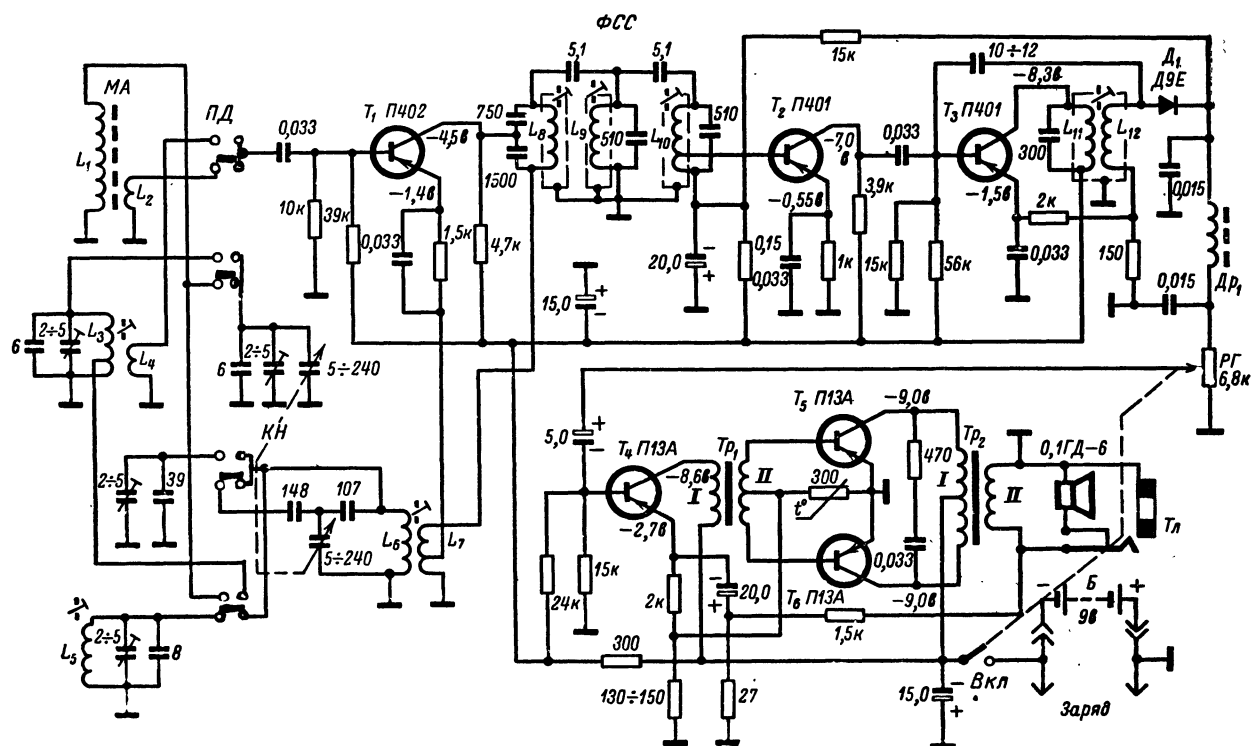 ФСС
5,1
5,1
15к
10÷12
Д₁
Д9Е
МА
ПД
L₁
L₂
0,033
T₁ П402
-4,5в
-1,4в
750
1500
L₈
L₉
510
L₁₀
510
T₂ П401
-7,0
в
-0,55в
0,033
T₃ П401
-8,3в
-1,5в
300
L₁₁
L₁₂
0,015
10к
39к
0,033
1,5к
4,7к
15,0
+
-
20,0
-
+
0,15
0,033
1к
3,9к
15к
56к
0,033
2к
150
0,015
Др₁
6
2÷5
L₃
L₄
6
2÷5
5÷240
РГ
6,8к
КН
2÷5
39
148
107
5÷240
L₆
L₇
5,0
+
-
T₄ П13А
-8,6в
-2,7в
Тр₁
I
II
T₅ П13А
-9,0в
300
t°
470
0,033
Тр₂
I
II
0,1ГД-6
Тл
T₆ П13А
-9,0в
24к
15к
2к
-
+
20,0
1,5к
-
Б
+
9в
L₅
2÷5
8
300
130÷150
27
15,0
-
+
Вкл
Заряд